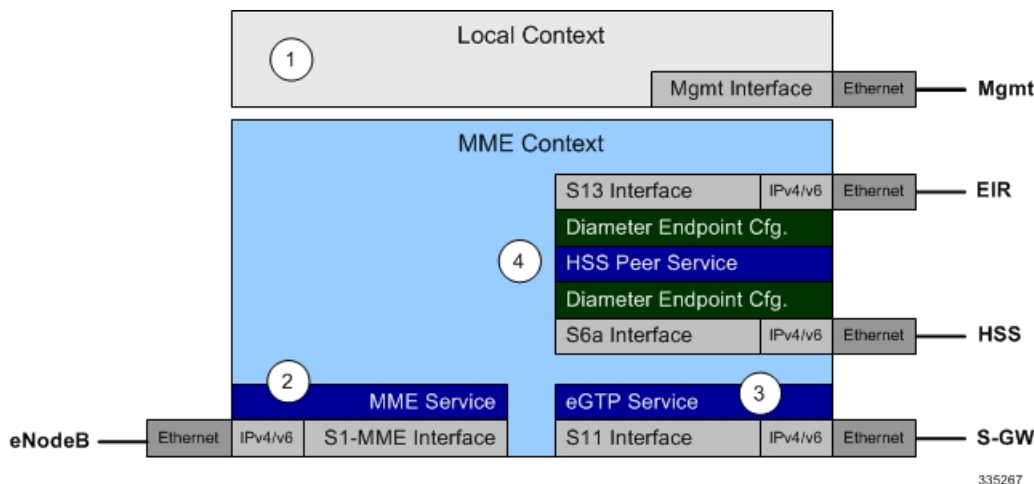 Local Context
1
Mgmt Interface Ethernet Mgmt
MME Context
S13 Interface IPv4/v6 Ethernet EIR
Diameter Endpoint Cfg.
4 HSS Peer Service
Diameter Endpoint Cfg.
S6a Interface IPv4/v6 Ethernet HSS
2 3
MME Service eGTP Service
eNodeB Ethernet IPv4/v6 S1-MME Interface S11 Interface IPv4/v6 Ethernet S-GW
335267